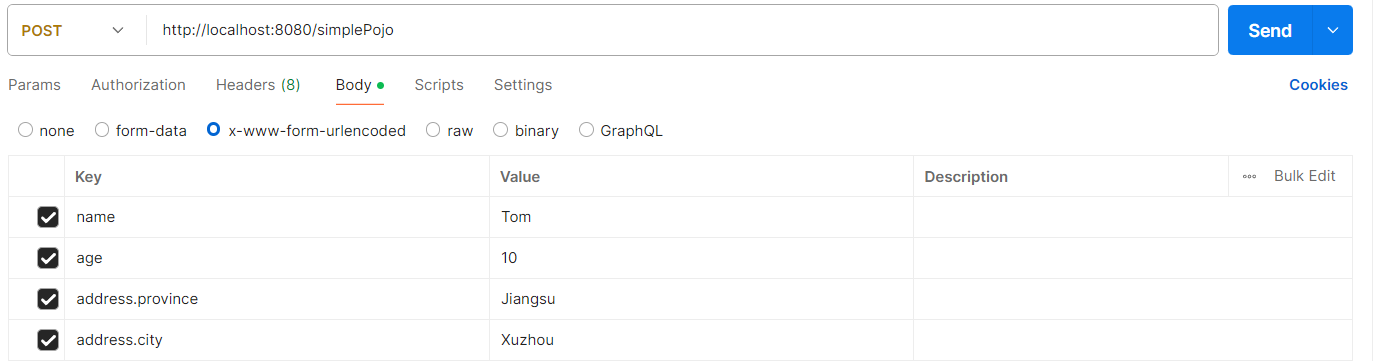 POST http://localhost:8080/simplePojo Send
Params Authorization Headers (8) Body Scripts Settings Cookies
none form-data x-www-form-urlencoded raw binary GraphQL
Key Value Description Bulk Edit
name Tom
age 10
address.province Jiangsu
address.city Xuzhou